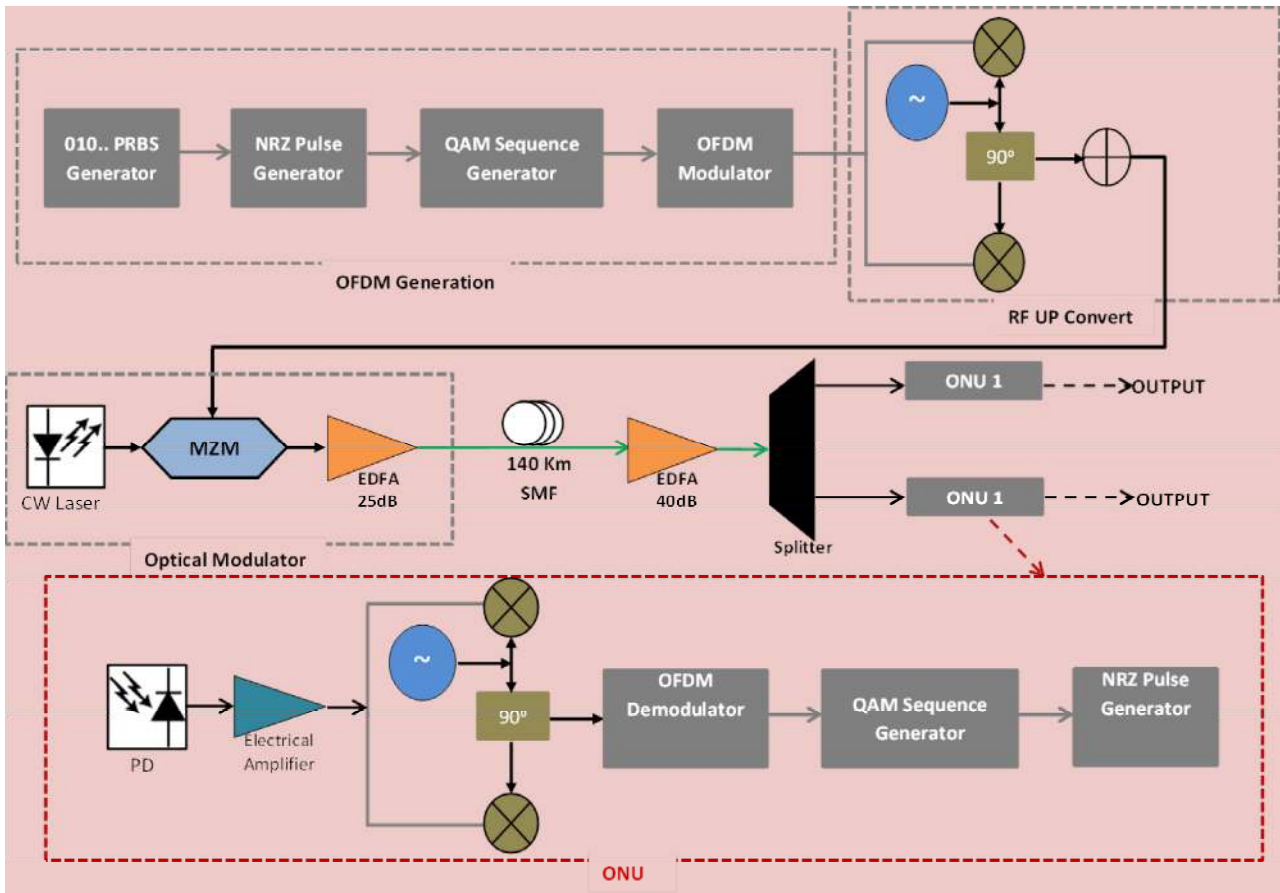 010.. PRBS
Generator
NRZ Pulse
Generator
QAM Sequence
Generator
OFDM
Modulator
~
90º
OFDM Generation
RF UP Convert
CW Laser
MZM
EDFA
25dB
140 Km
SMF
EDFA
40dB
Splitter
ONU 1
OUTPUT
ONU 1
OUTPUT
Optical Modulator
PD
Electrical
Amplifier
~
90º
OFDM
Demodulator
QAM Sequence
Generator
NRZ Pulse
Generator
ONU